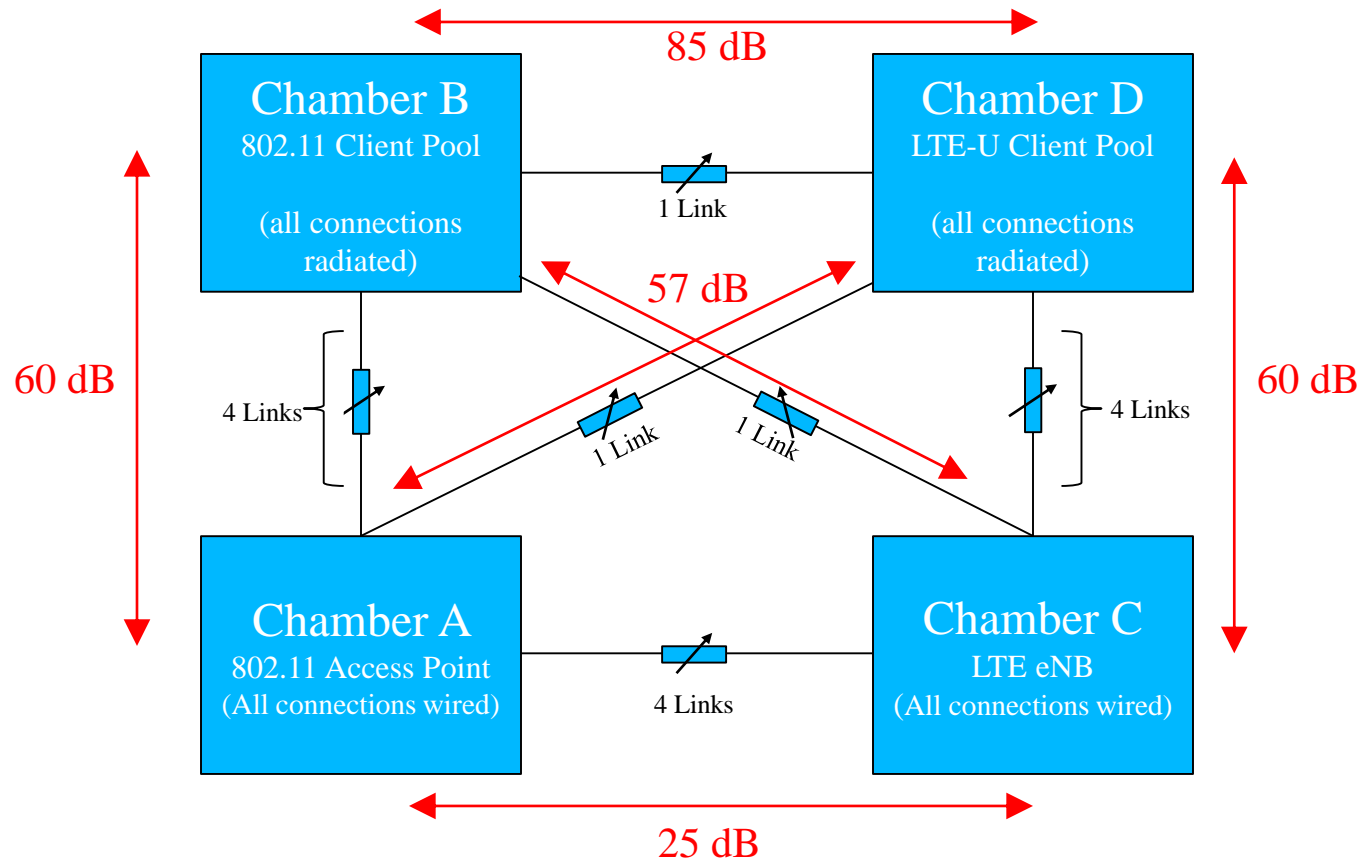 85 dB
Chamber B
802.11 Client Pool
(all connections
radiated)
Chamber D
LTE-U Client Pool
(all connections
radiated)
1 Link
57 dB
60 dB
4 Links
1 Link
1 Link
4 Links
60 dB
Chamber A
802.11 Access Point
(All connections wired)
4 Links
Chamber C
LTE eNB
(All connections wired)
25 dB